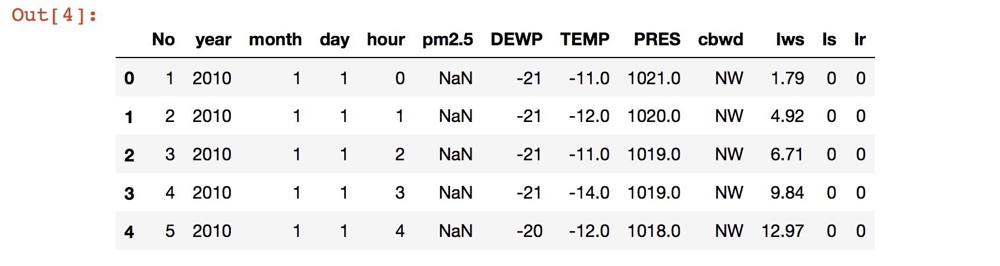 Out[4]:
No year month day hour pm2.5 DEWP TEMP PRES cbwd Iws Is Ir
0 1 2010 1 1 0 NaN -21 -11.0 1021.0 NW 1.79 0 0
1 2 2010 1 1 1 NaN -21 -12.0 1020.0 NW 4.92 0 0
2 3 2010 1 1 2 NaN -21 -11.0 1019.0 NW 6.71 0 0
3 4 2010 1 1 3 NaN -21 -14.0 1019.0 NW 9.84 0 0
4 5 2010 1 1 4 NaN -20 -12.0 1018.0 NW 12.97 0 0